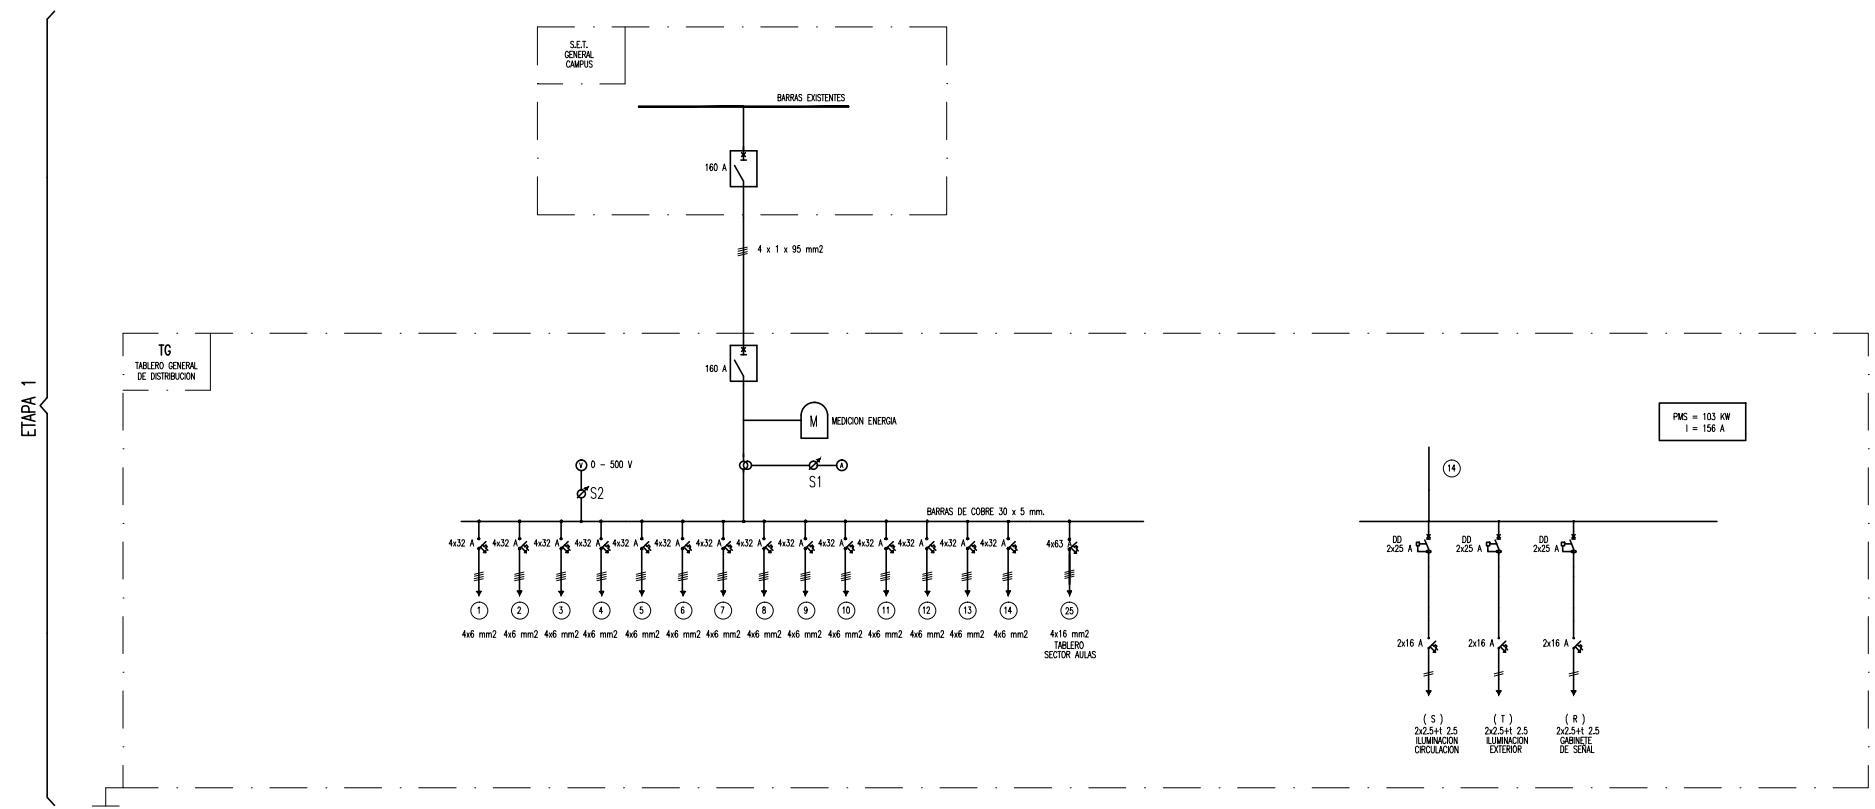 S.E.T.
GENERAL
CAMPUS
BARRAS EXISTENTES
160 A
4 x 1 x 95 mm2
ETAPA 1
TG
TABLERO GENERAL
DE DISTRIBUCION
160 A
M MEDICION ENERGIA
PMS = 103 KW
I = 156 A
V 0 - 500 V
A
S1
S2
14
BARRAS DE COBRE 30 x 5 mm.
4x32 A 4x32 A 4x32 A 4x32 A 4x32 A 4x32 A 4x32 A 4x32 A 4x32 A 4x32 A 4x32 A 4x32 A 4x32 A 4x32 A 4x63 A
1 2 3 4 5 6 7 8 9 10 11 12 13 14 25
4x6 mm2 4x6 mm2 4x6 mm2 4x6 mm2 4x6 mm2 4x6 mm2 4x6 mm2 4x6 mm2 4x6 mm2 4x6 mm2 4x6 mm2 4x6 mm2 4x6 mm2 4x6 mm2 4x16 mm2
TABLERO
SECTOR AULAS
DD DD DD
2x25 A 2x25 A 2x25 A
2x16 A 2x16 A 2x16 A
( S )
2x2.5+t 2.5
ILUMINACION
CIRCULACION
( T )
2x2.5+t 2.5
ILUMINACION
EXTERIOR
( R )
2x2.5+t 2.5
GABINETE
DE SEÑAL